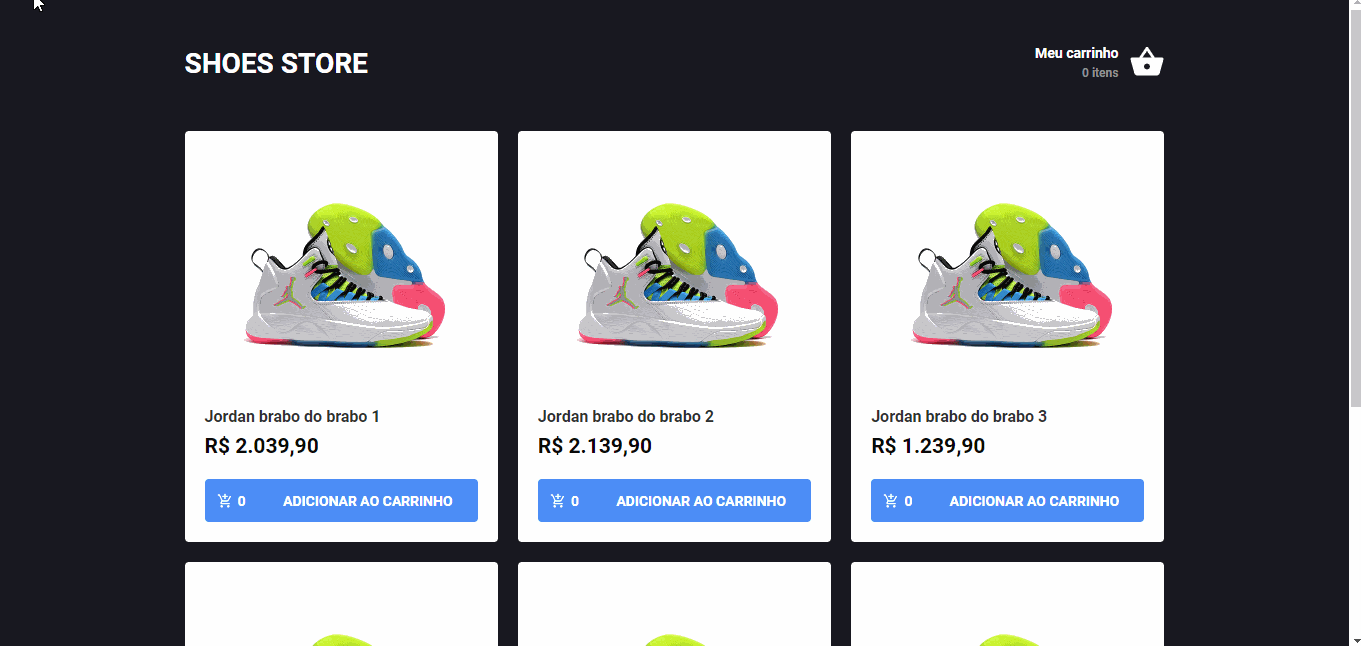 SHOES STORE
Meu carrinho
0 itens
Jordan brabo do brabo 1
R$ 2.039,90
0 ADICIONAR AO CARRINHO
Jordan brabo do brabo 2
R$ 2.139,90
0 ADICIONAR AO CARRINHO
Jordan brabo do brabo 3
R$ 1.239,90
0 ADICIONAR AO CARRINHO